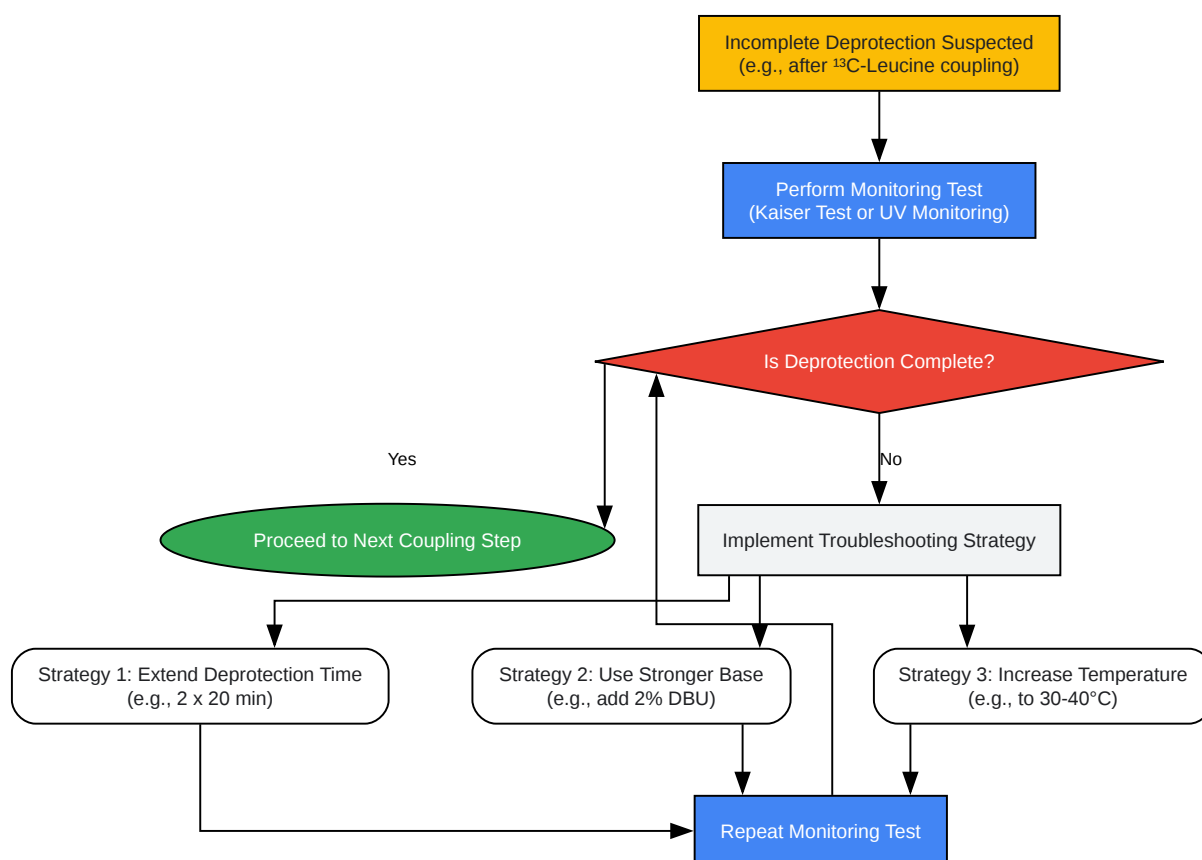 Incomplete Deprotection Suspected
(e.g., after ¹³C-Leucine coupling)
Perform Monitoring Test
(Kaiser Test or UV Monitoring)
Is Deprotection Complete?
Yes
No
Proceed to Next Coupling Step
Implement Troubleshooting Strategy
Strategy 1: Extend Deprotection Time
(e.g., 2 x 20 min)
Strategy 2: Use Stronger Base
(e.g., add 2% DBU)
Strategy 3: Increase Temperature
(e.g., to 30-40°C)
Repeat Monitoring Test